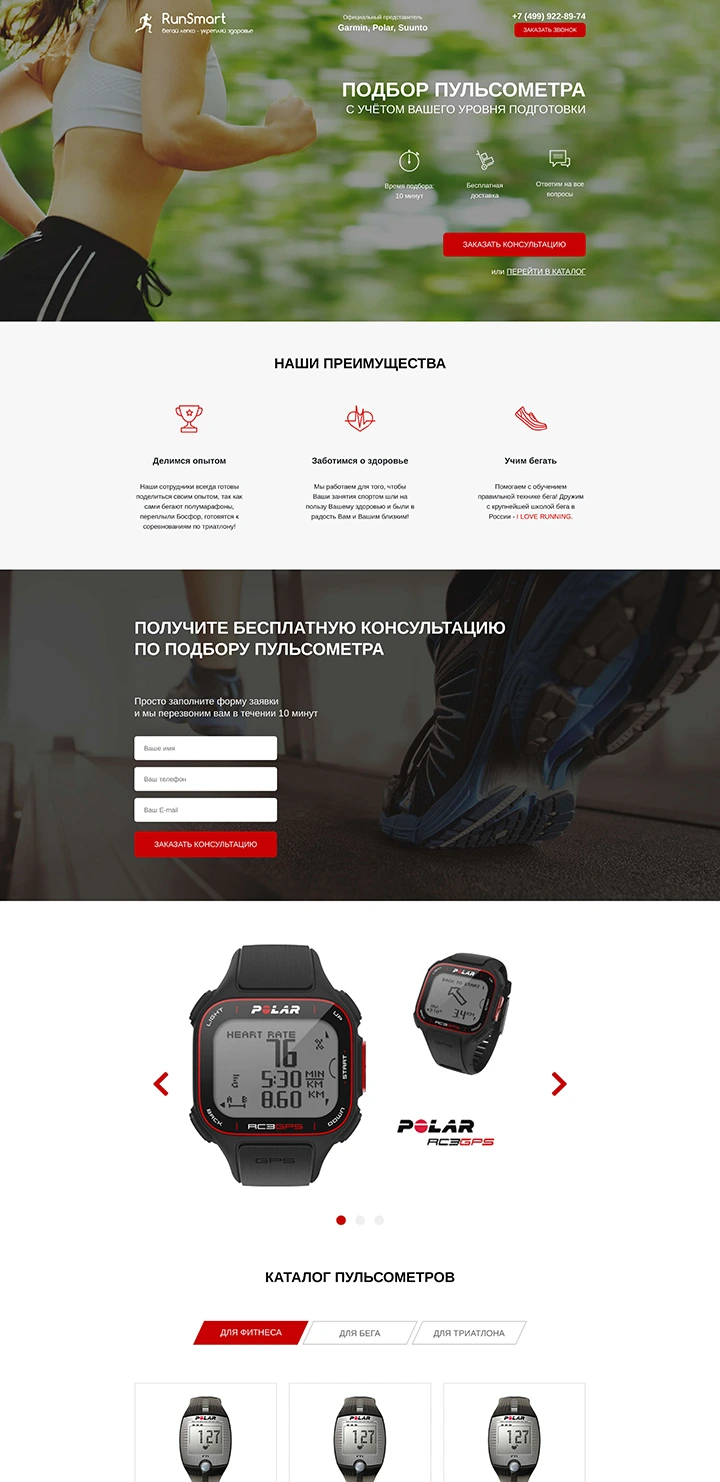 RunSmart
бегай легко - укрепляй здоровье
Официальный представитель
Garmin, Polar, Suunto
+7 (499) 922-89-74
ЗАКАЗАТЬ ЗВОНОК
ПОДБОР ПУЛЬСОМЕТРА
С УЧЁТОМ ВАШЕГО УРОВНЯ ПОДГОТОВКИ
Время подбора:
10 минут
Бесплатная
доставка
Ответим на все
вопросы
ЗАКАЗАТЬ КОНСУЛЬТАЦИЮ
или ПЕРЕЙТИ В КАТАЛОГ
НАШИ ПРЕИМУЩЕСТВА
Делимся опытом
Наши сотрудники всегда готовы
поделиться своим опытом, так как
сами бегают полумарафоны,
переплыли Босфор, готовятся к
соревнованиям по триатлону!
Заботимся о здоровье
Мы работаем для того, чтобы
Ваши занятия спортом шли на
пользу Вашему здоровью и были в
радость Вам и Вашим близким!
Учим бегать
Помогаем с обучением
правильной технике бега! Дружим
с крупнейшей школой бега в
России - I LOVE RUNNING.
ПОЛУЧИТЕ БЕСПЛАТНУЮ КОНСУЛЬТАЦИЮ
ПО ПОДБОРУ ПУЛЬСОМЕТРА
Просто заполните форму заявки
и мы перезвоним вам в течении 10 минут
Ваше имя
Ваш телефон
Ваш E-mail
ЗАКАЗАТЬ КОНСУЛЬТАЦИЮ
POLAR
LIGHT
UP
HEART RATE
76 %
5:30 MIN
KM
8.60 KM
A B
START
BACK
DOWN
RC3GPS
GPS
POLAR
BACK TO START
3.4 KM
RC3GPS
POLAR
RC3GPS
КАТАЛОГ ПУЛЬСОМЕТРОВ
ДЛЯ ФИТНЕСА
ДЛЯ БЕГА
ДЛЯ ТРИАТЛОНА
POLAR
127
POLAR
127
POLAR
127